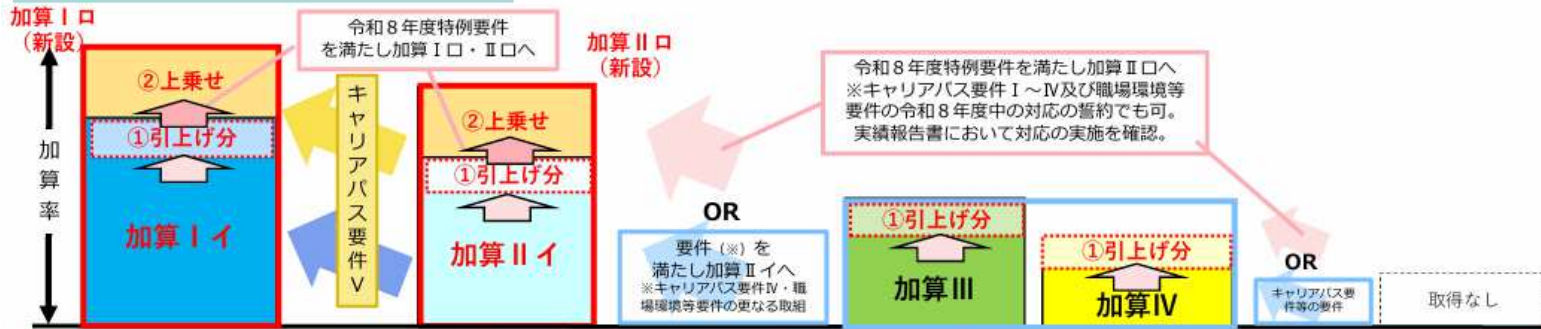 加算Ⅰロ
(新設)
加算率
②上乗せ
①引上げ分
加算Ⅰイ
令和8年度特例要件
を満たし加算Ⅰロ・Ⅱロへ
キャリアパス要件Ⅴ
加算Ⅱロ
(新設)
②上乗せ
①引上げ分
加算Ⅱイ
令和8年度特例要件を満たし加算Ⅱロへ
※キャリアパス要件Ⅰ～Ⅳ及び職場環境等
要件の令和8年度中の対応の誓約でも可。
実績報告書において対応の実施を確認。
OR
要件(※)を
満たし加算Ⅱイへ
※キャリアパス要件Ⅳ・職
場環境等要件の更なる取組
①引上げ分
加算Ⅲ
①引上げ分
加算Ⅳ
OR
キャリアパス要
件等の要件
取得なし